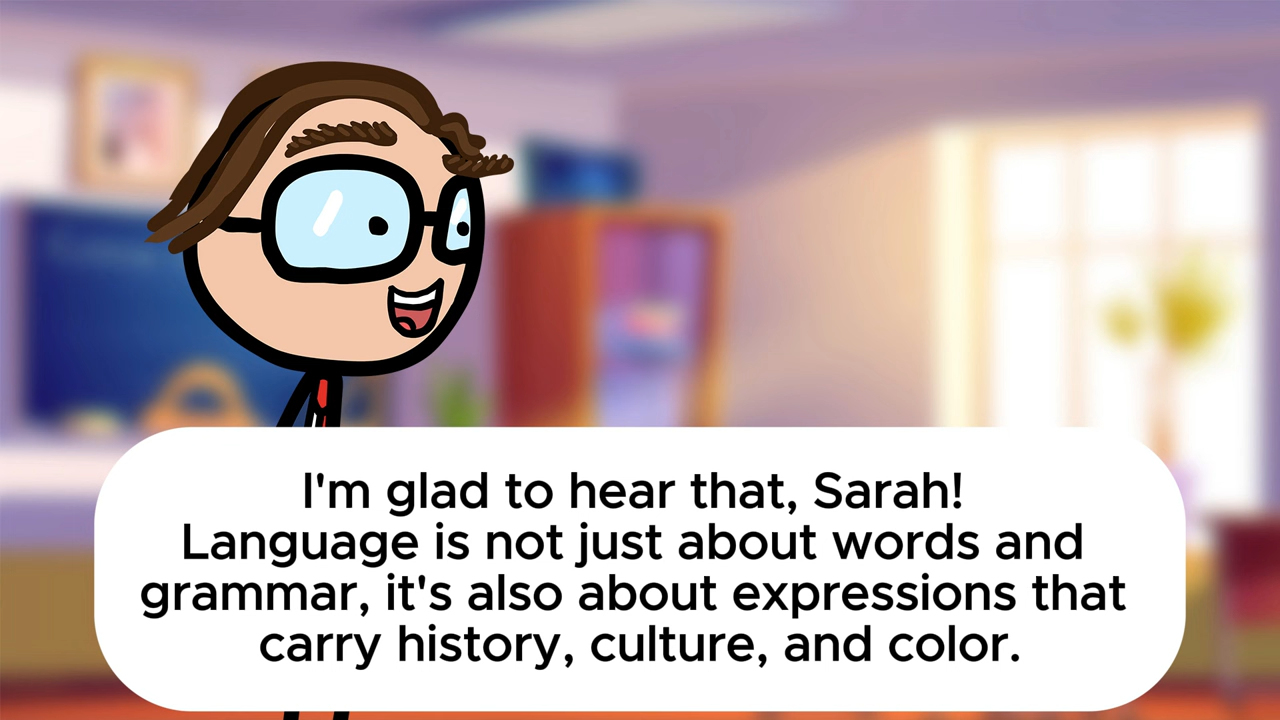 I'm glad to hear that, Sarah!
Language is not just about words and
grammar, it's also about expressions that
carry history, culture, and color.